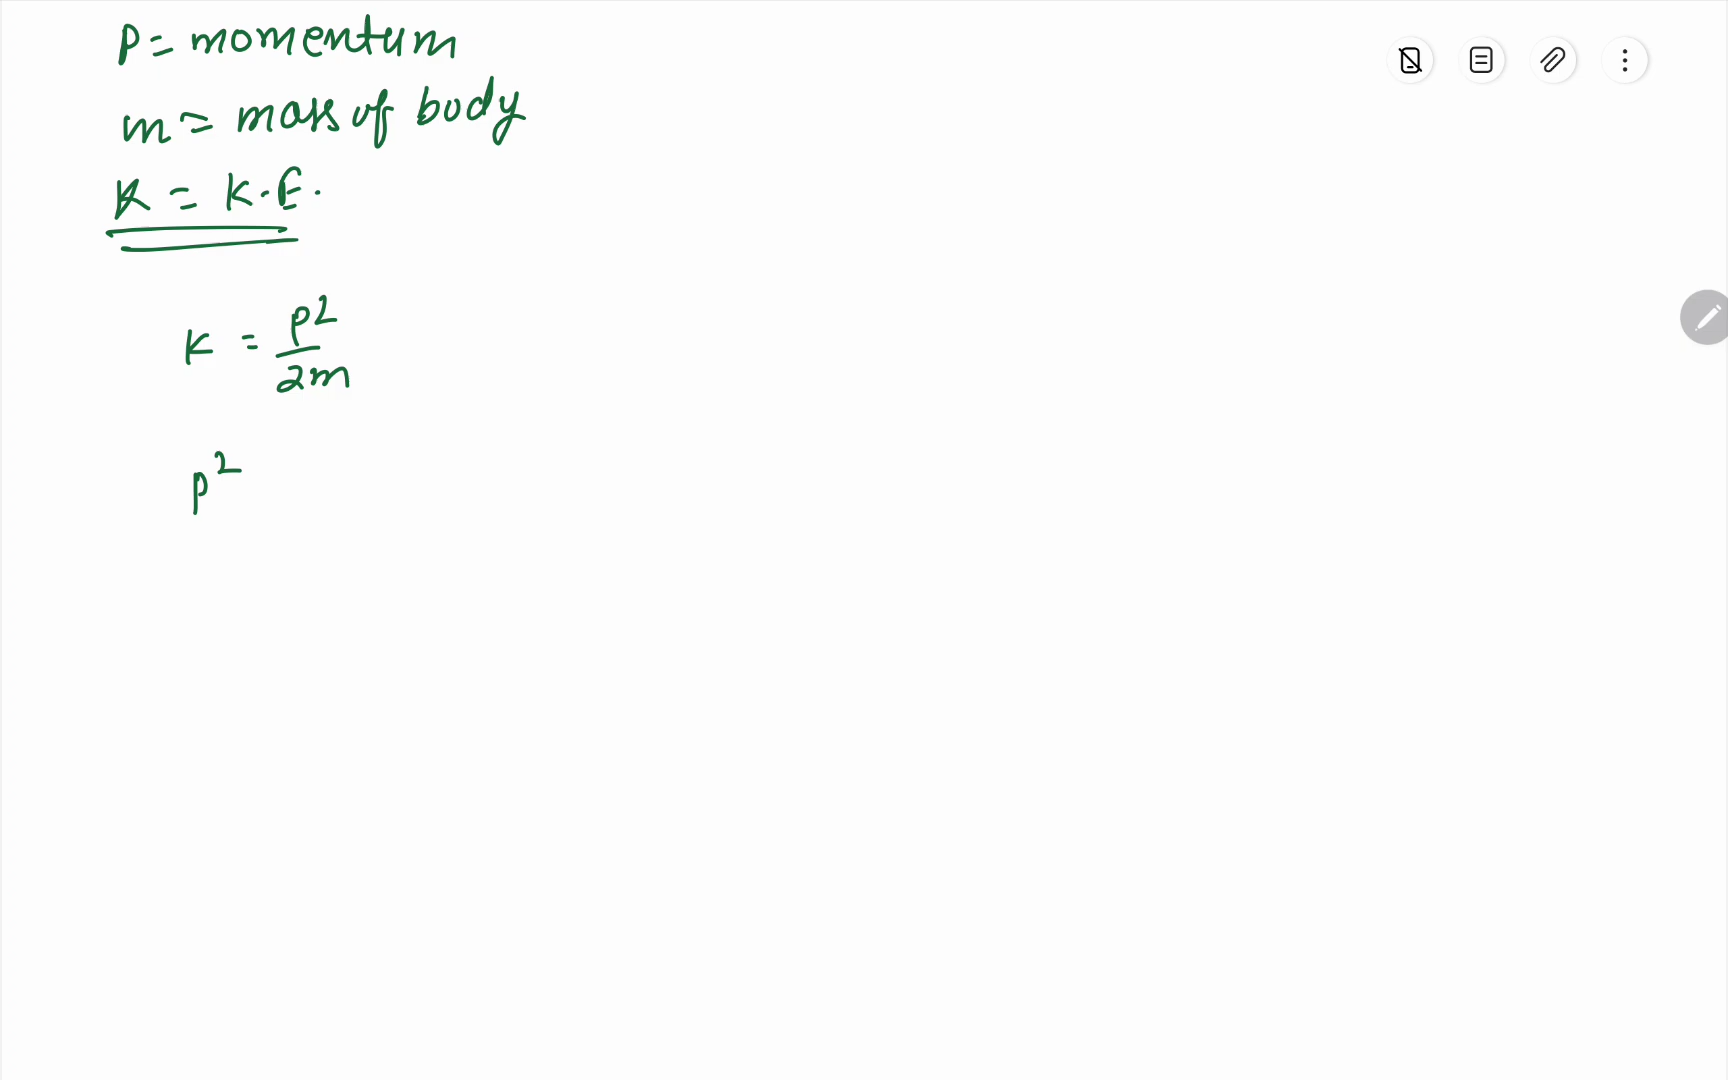 P = momentum
m = mass of body
K = K.E.
K = p²/2m
p²